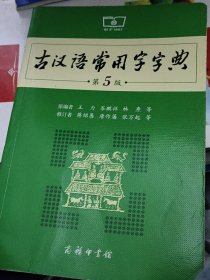 古汉语常用字字典
第5版
原编者 王力 岑麒祥 林焘 等
修订者 蒋绍愚 唐作藩 张万起 等
商务印书馆